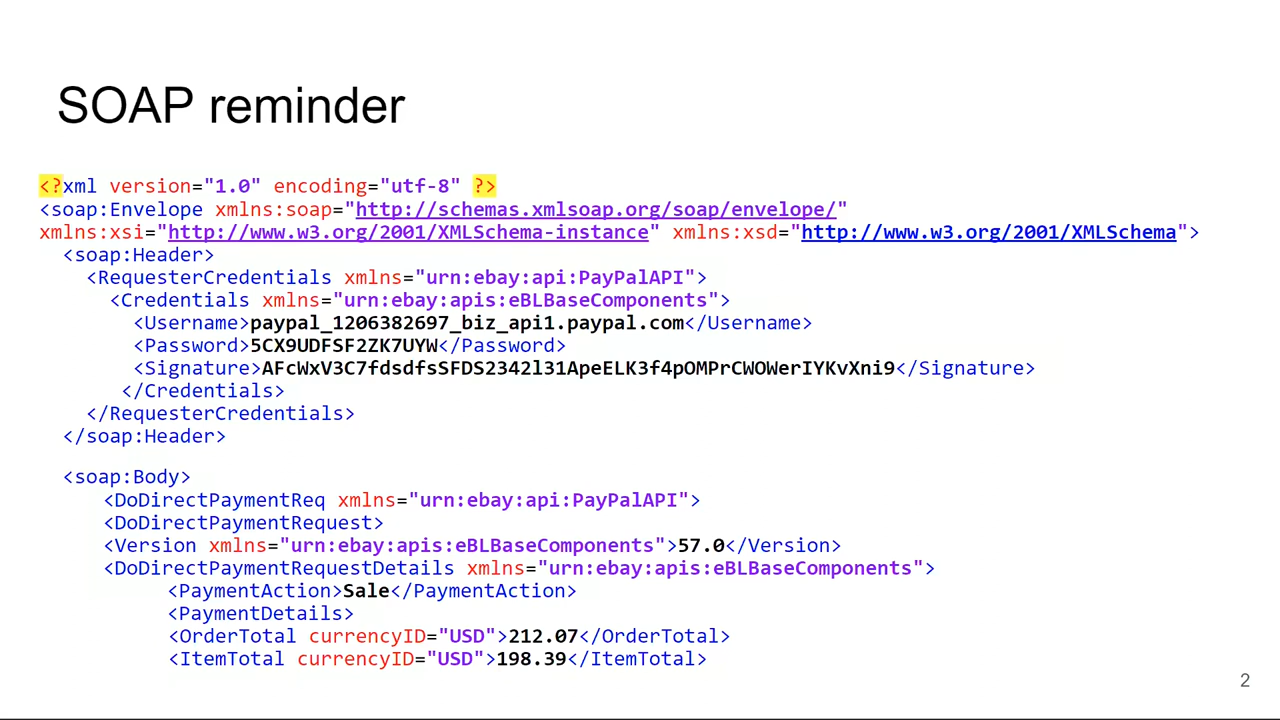 SOAP reminder
<?xml version="1.0" encoding="utf-8" ?>
<soap:Envelope xmlns:soap="http://schemas.xmlsoap.org/soap/envelope/"
xmlns:xsi="http://www.w3.org/2001/XMLSchema-instance" xmlns:xsd="http://www.w3.org/2001/XMLSchema">
<soap:Header>
<RequesterCredentials xmlns="urn:ebay:api:PayPalAPI">
<Credentials xmlns="urn:ebay:apis:eBLBaseComponents">
<Username>paypal_1206382697_biz_api1.paypal.com</Username>
<Password>5CX9UDFSF2ZK7UYW</Password>
<Signature>AFcWxV3C7fdsdfsSFDS2342l31ApeELK3f4pOMPrCWOWerIYKvXni9</Signature>
</Credentials>
</RequesterCredentials>
</soap:Header>
<soap:Body>
<DoDirectPaymentReq xmlns="urn:ebay:api:PayPalAPI">
<DoDirectPaymentRequest>
<Version xmlns="urn:ebay:apis:eBLBaseComponents">57.0</Version>
<DoDirectPaymentRequestDetails xmlns="urn:ebay:apis:eBLBaseComponents">
<PaymentAction>Sale</PaymentAction>
<PaymentDetails>
<OrderTotal currencyID="USD">212.07</OrderTotal>
<ItemTotal currencyID="USD">198.39</ItemTotal>
2